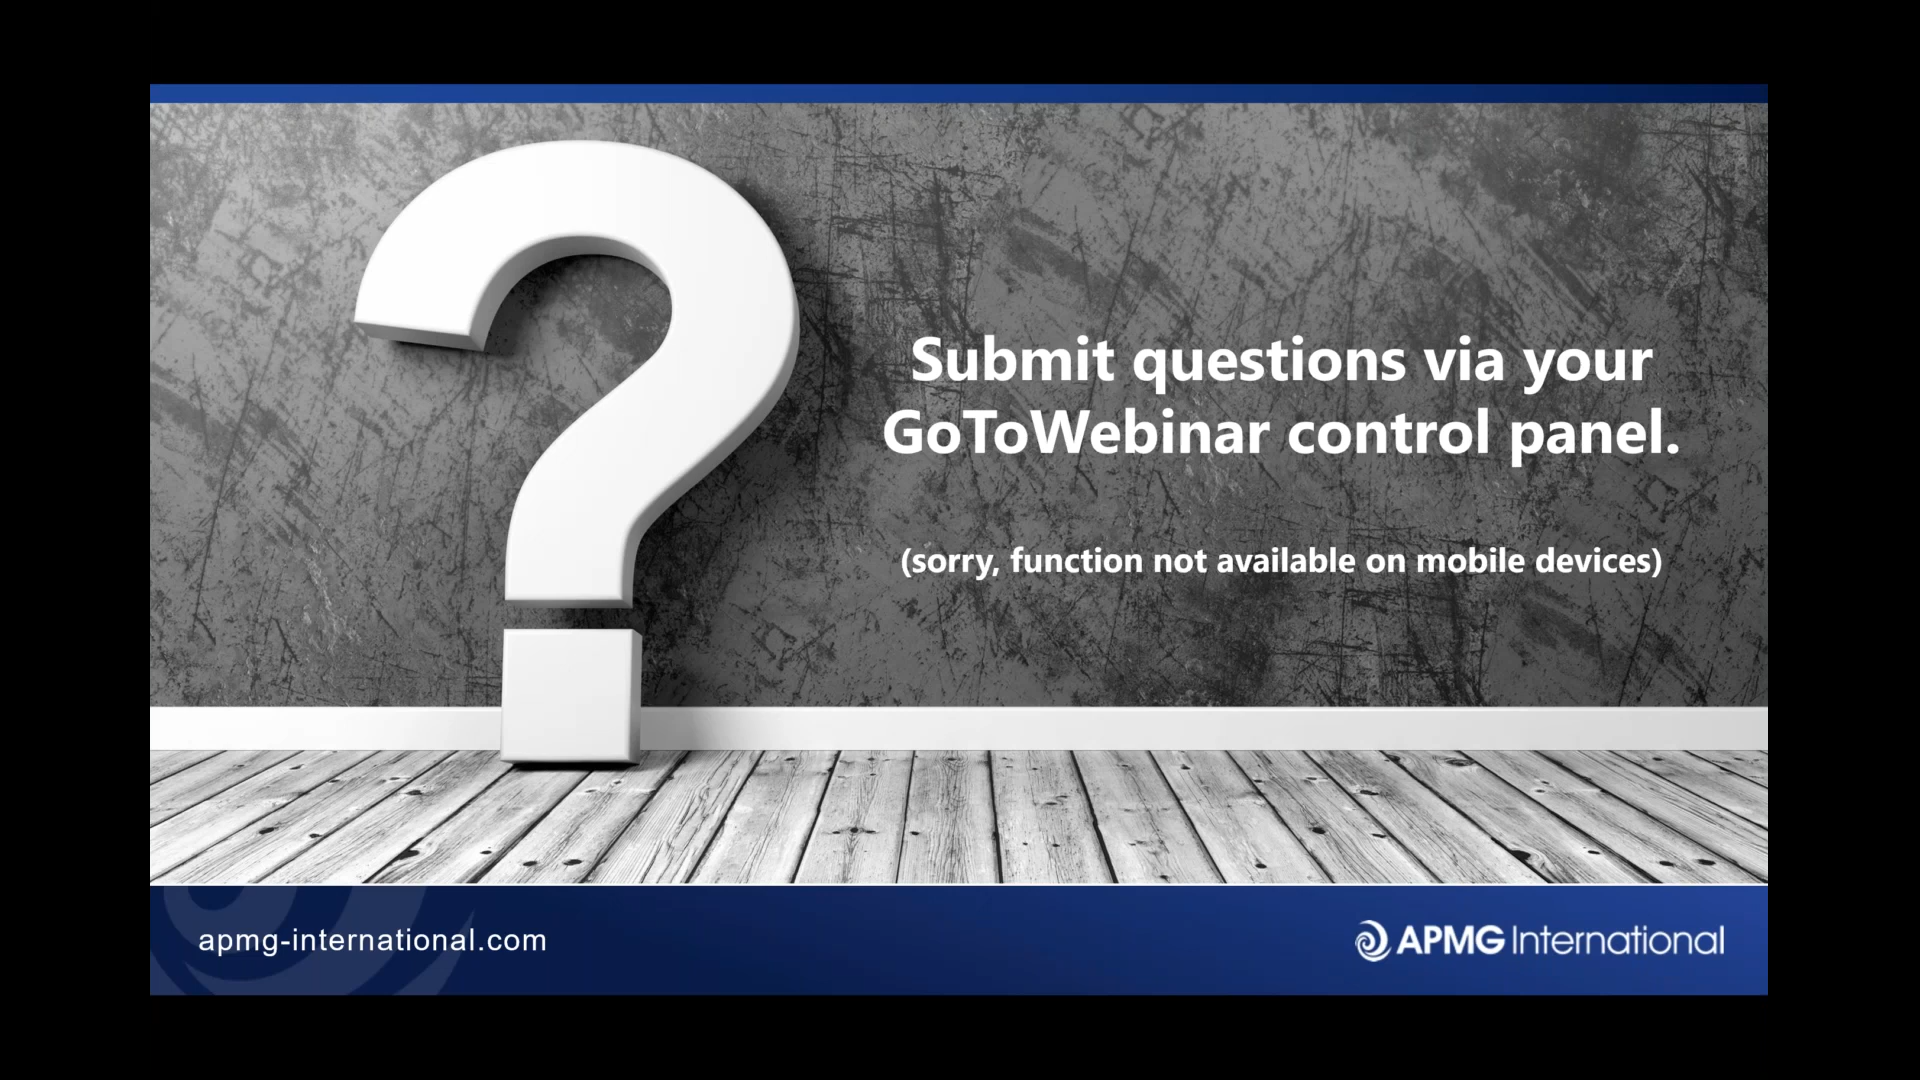 Submit questions via your
GoToWebinar control panel.
(sorry, function not available on mobile devices)
apmg-international.com
APMG International